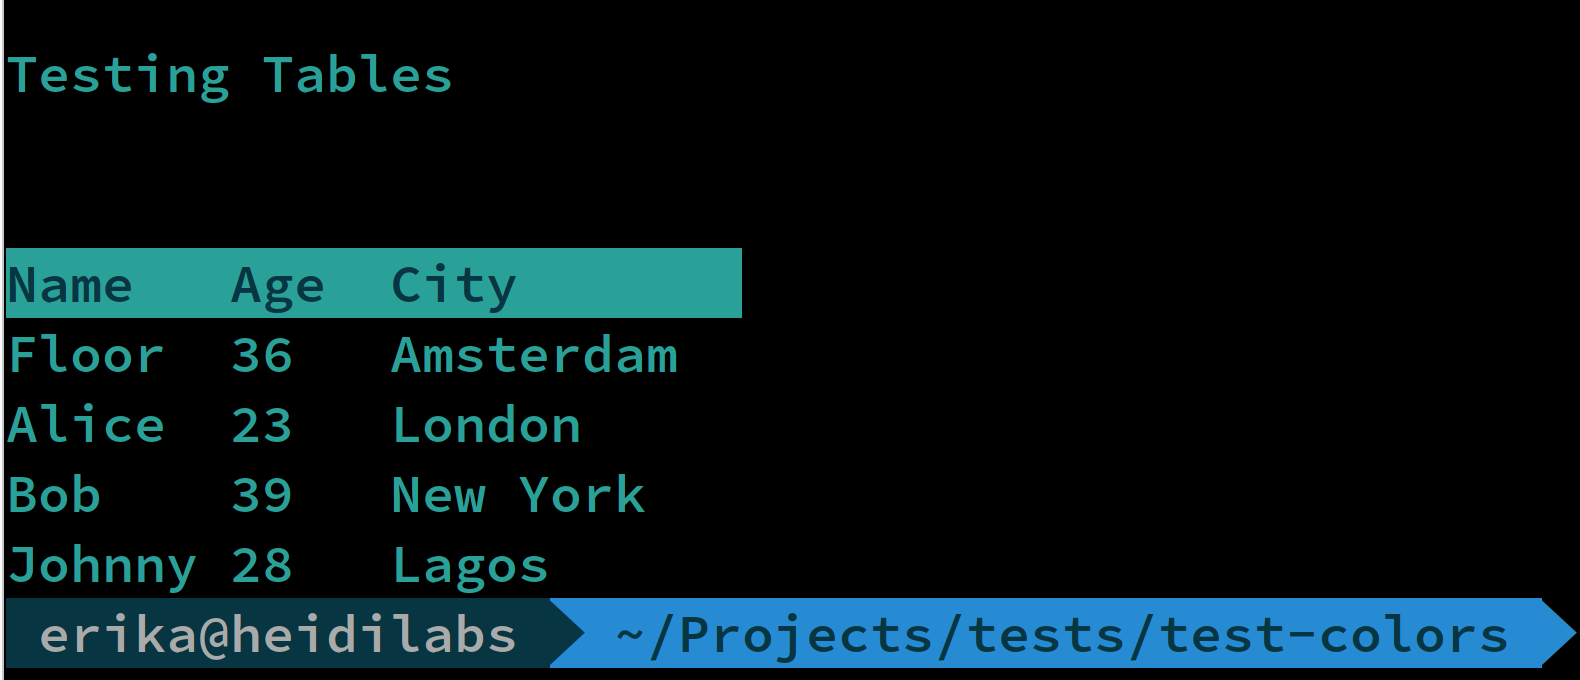 Testing Tables
Name Age City
Floor 36 Amsterdam
Alice 23 London
Bob 39 New York
Johnny 28 Lagos
erika@heidilabs ~/Projects/tests/test-colors